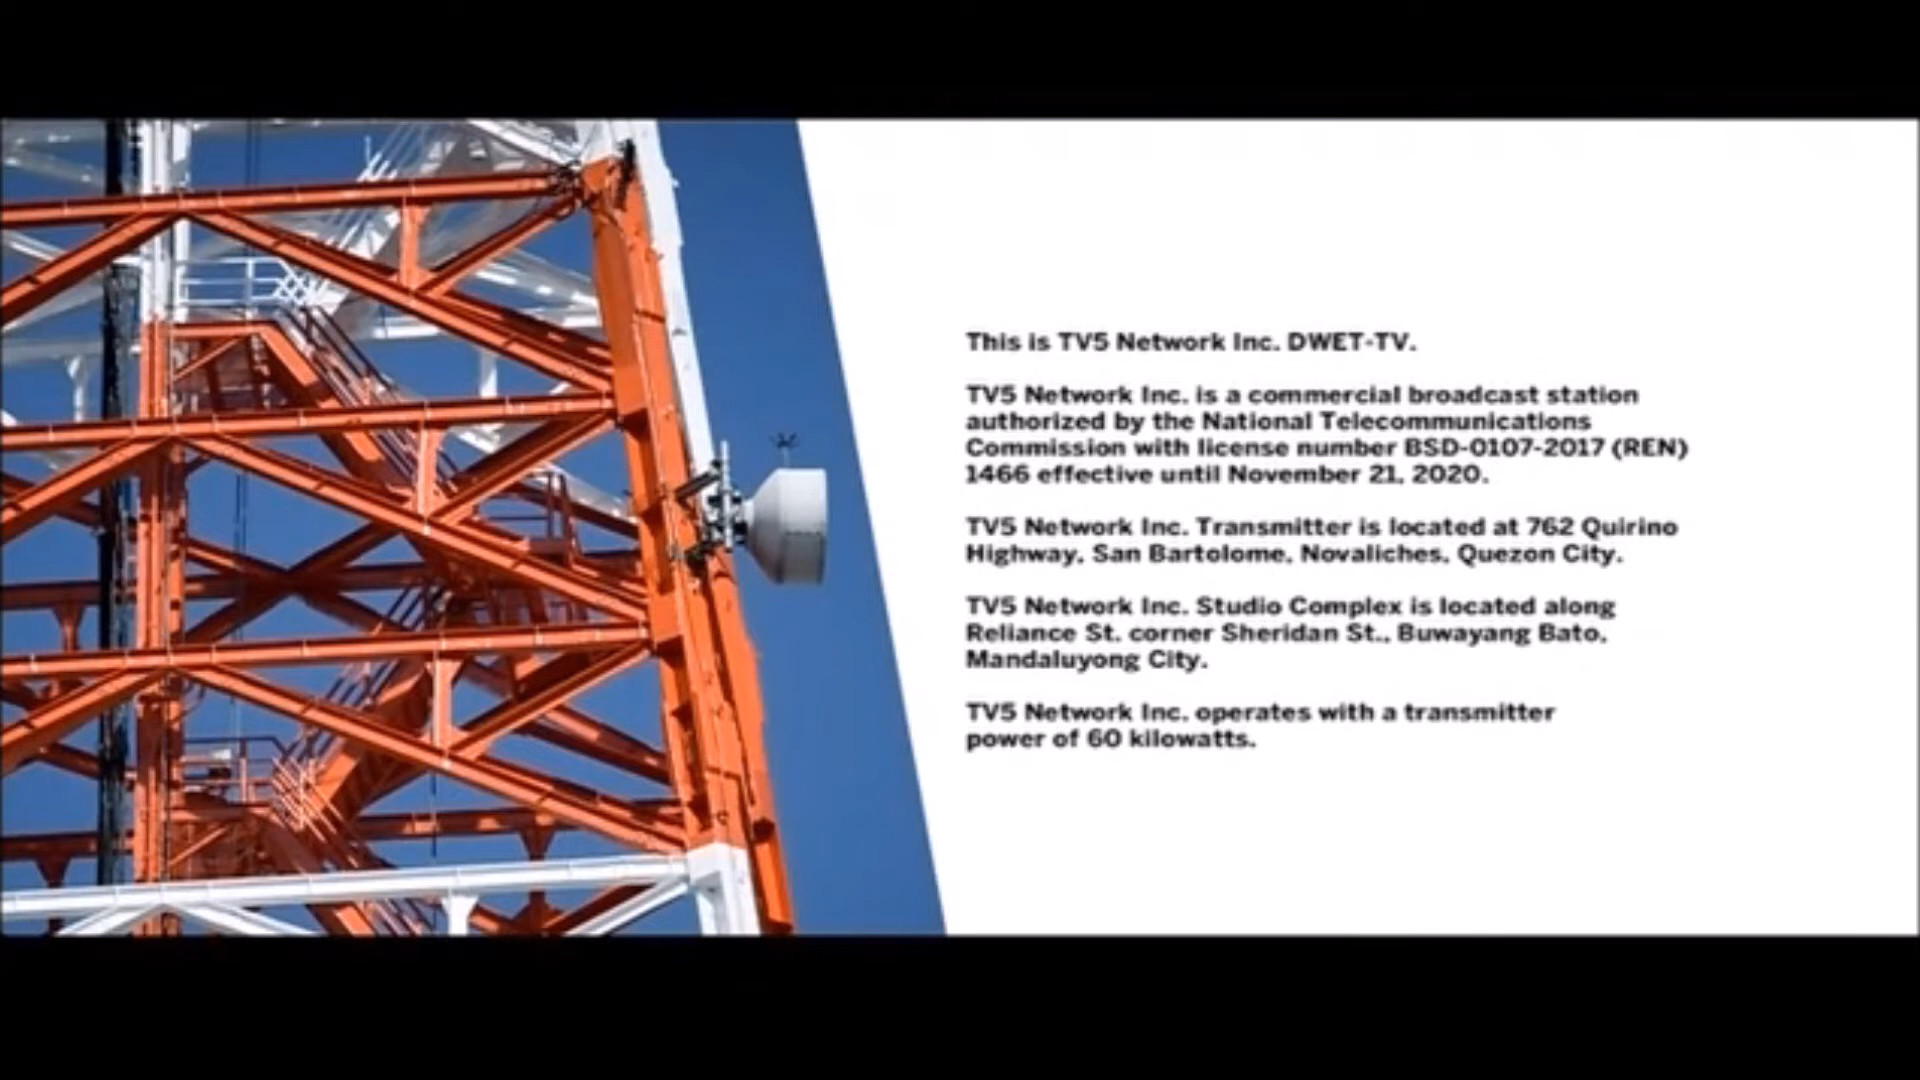 This is TV5 Network Inc. DWET-TV.
TV5 Network Inc. is a commercial broadcast station
authorized by the National Telecommunications
Commission with license number BSD-0107-2017 (REN)
1466 effective until November 21, 2020.
TV5 Network Inc. Transmitter is located at 762 Quirino
Highway, San Bartolome, Novaliches, Quezon City.
TV5 Network Inc. Studio Complex is located along
Reliance St. corner Sheridan St., Buwayang Bato,
Mandaluyong City.
TV5 Network Inc. operates with a transmitter
power of 60 kilowatts.